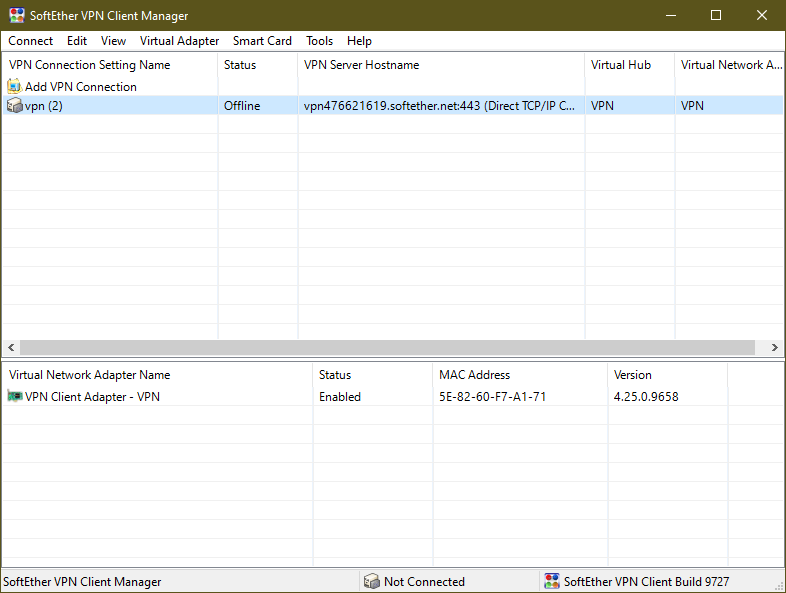 SoftEther VPN Client Manager
Connect Edit View Virtual Adapter Smart Card Tools Help
VPN Connection Setting Name Status VPN Server Hostname Virtual Hub Virtual Network A...
Add VPN Connection
vpn (2) Offline vpn476621619.softether.net:443 (Direct TCP/IP C... VPN VPN
Virtual Network Adapter Name Status MAC Address Version
VPN Client Adapter - VPN Enabled 5E-82-60-F7-A1-71 4.25.0.9658
SoftEther VPN Client Manager Not Connected SoftEther VPN Client Build 9727